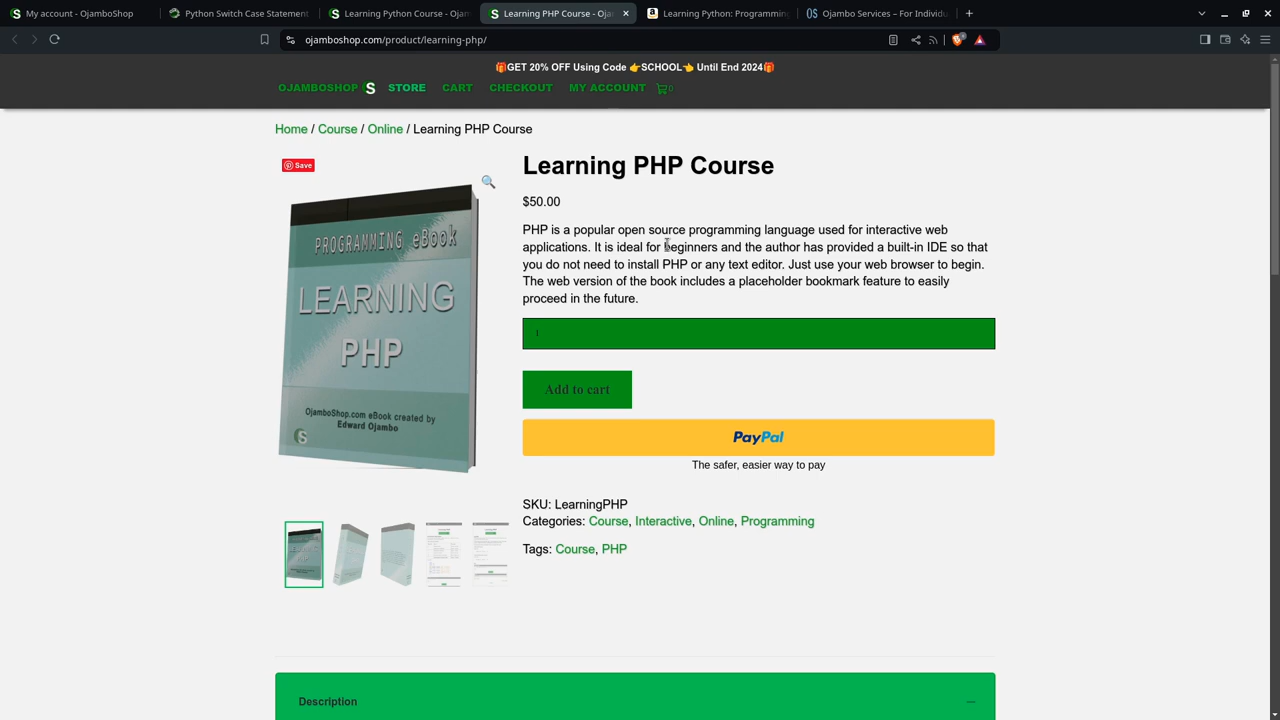 My account - OjamboShop
Python Switch Case Statement
Learning Python Course - Ojam
Learning PHP Course - Oja
Learning Python: Programming
Ojambo Services – For Individu
ojamboshop.com/product/learning-php/
🎁GET 20% OFF Using Code 👉SCHOOL👈 Until End 2024🎁
OJAMBOSHOP S STORE CART CHECKOUT MY ACCOUNT 0
Home / Course / Online / Learning PHP Course
Save
Learning PHP Course
$50.00
PHP is a popular open source programming language used for interactive web
applications. It is ideal for beginners and the author has provided a built-in IDE so that
you do not need to install PHP or any text editor. Just use your web browser to begin.
The web version of the book includes a placeholder bookmark feature to easily
proceed in the future.
1
Add to cart
PayPal
The safer, easier way to pay
SKU: LearningPHP
Categories: Course, Interactive, Online, Programming
Tags: Course, PHP
PROGRAMMING eBook
LEARNING
PHP
OjamboShop.com eBook created by
Edward Ojambo
S
Description